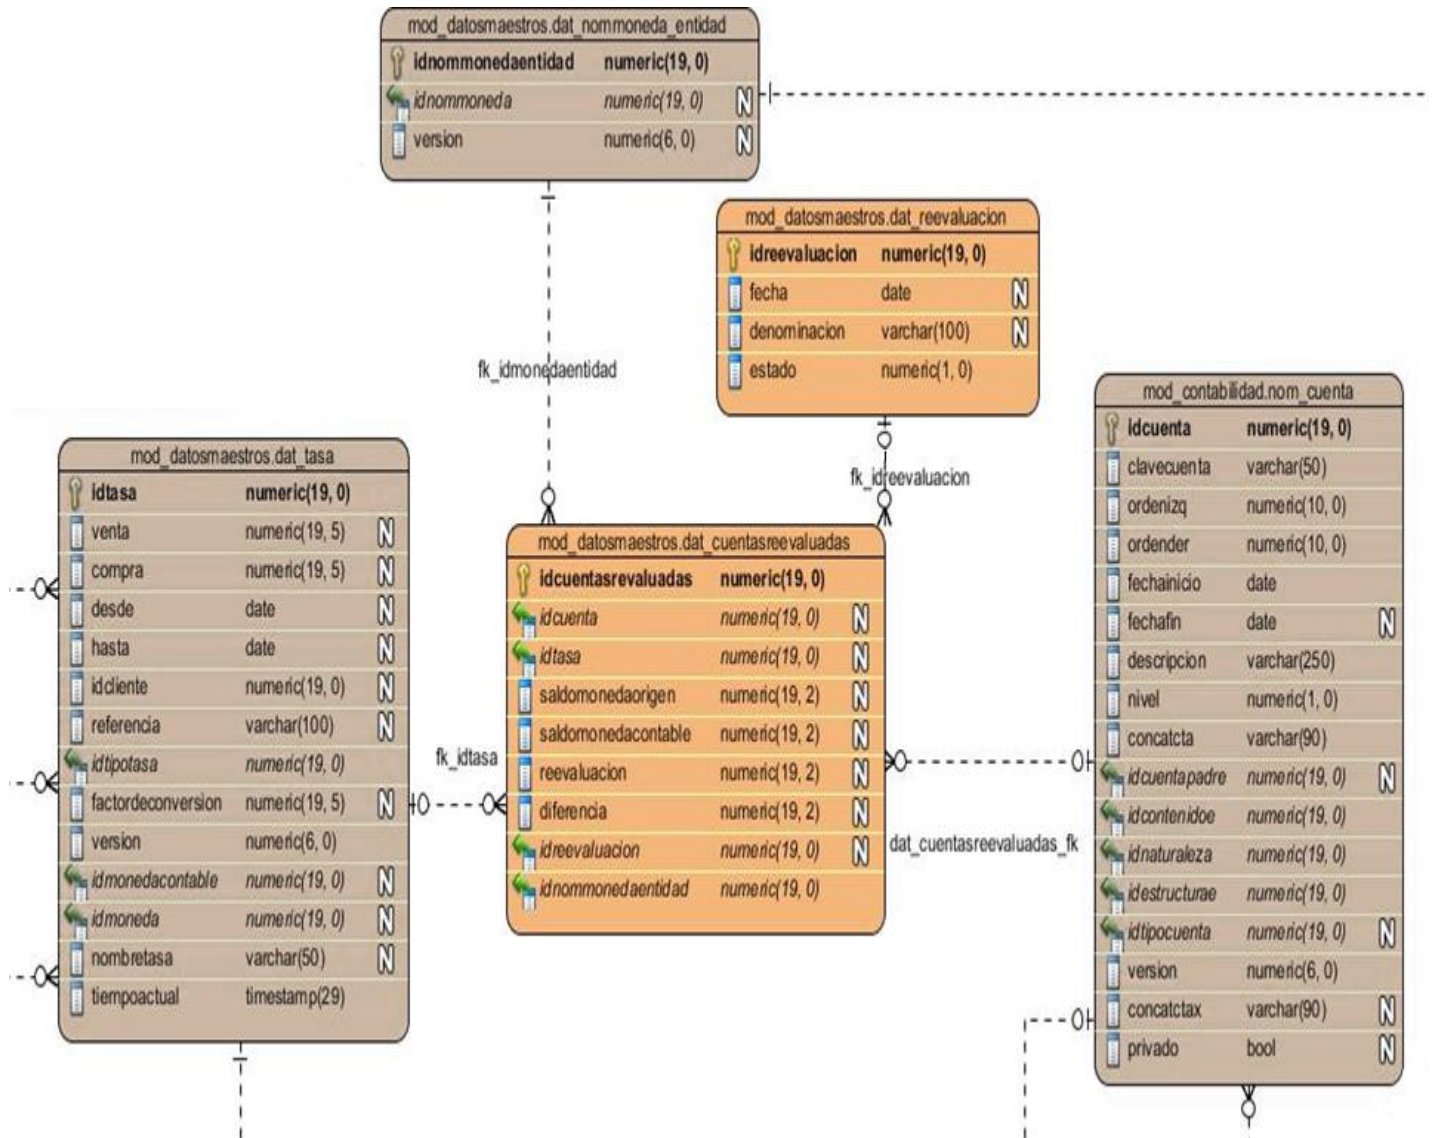 mod_datosmaestros.dat_nommoneda_entidad
idnommonedaentidad numeric(19, 0)
idnommoneda numeric(19, 0) N
version numeric(6, 0) N
mod_datosmaestros.dat_reevaluacion
idreevaluacion numeric(19, 0)
fecha date N
denominacion varchar(100) N
estado numeric(1, 0)
fk_idmonedaentidad
fk_idreevaluacion
mod_datosmaestros.dat_tasa
idtasa numeric(19, 0)
venta numeric(19, 5) N
compra numeric(19, 5) N
desde date N
hasta date N
idcliente numeric(19, 0) N
referencia varchar(100) N
idtipotasa numeric(19, 0)
factordeconversion numeric(19, 5) N
version numeric(6, 0)
idmonedacontable numeric(19, 0) N
idmoneda numeric(19, 0) N
nombretasa varchar(50) N
tiempoactual timestamp(29)
fk_idtasa
mod_datosmaestros.dat_cuentasreevaluadas
idcuentasrevaluadas numeric(19, 0)
idcuenta numeric(19, 0) N
idtasa numeric(19, 0) N
saldomonedaorigen numeric(19, 2) N
saldomonedacontable numeric(19, 2) N
reevaluacion numeric(19, 2) N
diferencia numeric(19, 2) N
idreevaluacion numeric(19, 0) N
idnommonedaentidad numeric(19, 0)
dat_cuentasreevaluadas_fk
mod_contabilidad.nom_cuenta
idcuenta numeric(19, 0)
clavecuenta varchar(50)
ordenizq numeric(10, 0)
ordender numeric(10, 0)
fechainicio date
fechafin date N
descripcion varchar(250)
nivel numeric(1, 0)
concatcta varchar(90)
idcuentapadre numeric(19, 0) N
idcontenidoe numeric(19, 0)
idnaturaleza numeric(19, 0)
idestructurae numeric(19, 0)
idtipocuenta numeric(19, 0) N
version numeric(6, 0)
concatctax varchar(90) N
privado bool N